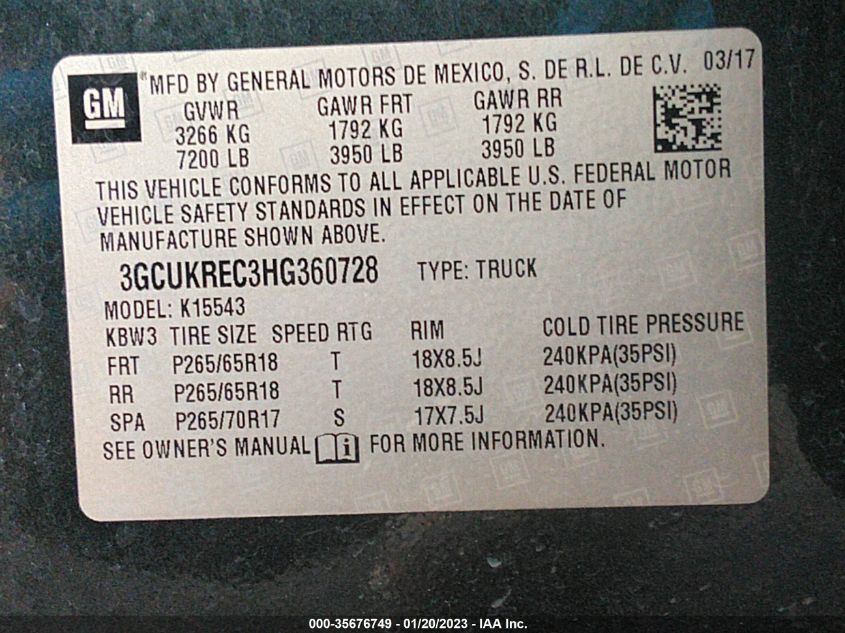 GM ® MFD BY GENERAL MOTORS DE MEXICO, S. DE R.L. DE C.V. 03/17
GVWR GAWR FRT GAWR RR
3266 KG 1792 KG 1792 KG
7200 LB 3950 LB 3950 LB
THIS VEHICLE CONFORMS TO ALL APPLICABLE U.S. FEDERAL MOTOR
VEHICLE SAFETY STANDARDS IN EFFECT ON THE DATE OF
MANUFACTURE SHOWN ABOVE.
3GCUKREC3HG360728 TYPE: TRUCK
MODEL: K15543
KBW3 TIRE SIZE SPEED RTG RIM COLD TIRE PRESSURE
FRT P265/65R18 T 18X8.5J 240KPA(35PSI)
RR P265/65R18 T 18X8.5J 240KPA(35PSI)
SPA P265/70R17 S 17X7.5J 240KPA(35PSI)
SEE OWNER'S MANUAL i FOR MORE INFORMATION.
000-35676749 — 01/20/2023 — IAA Inc.